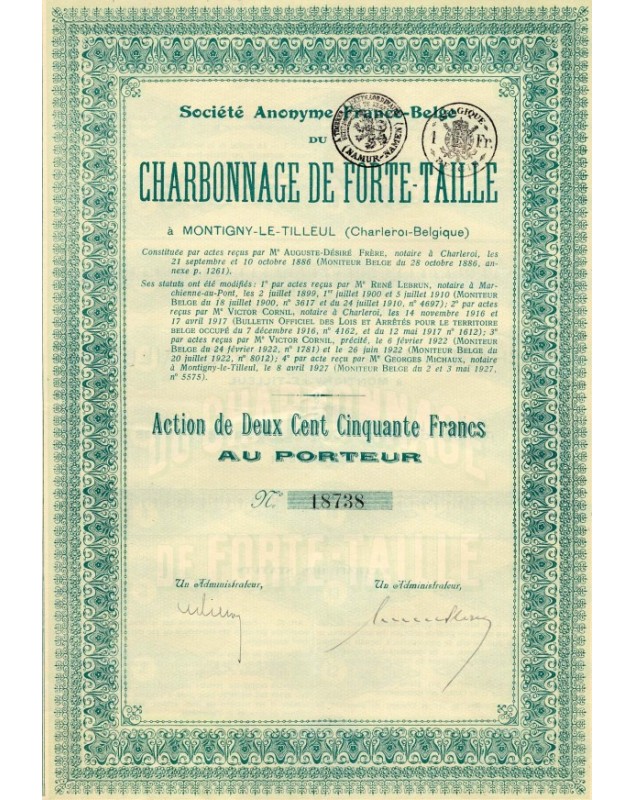 Société Anonyme Franco-Belge
DU
CHARBONNAGE DE FORTE-TAILLE
à MONTIGNY-LE-TILLEUL (Charleroi-Belgique)
Constituée par actes reçus par Mᵉ AUGUSTE-DÉSIRÉ FRÈRE, notaire à Charleroi, les
21 septembre et 10 octobre 1886 (MONITEUR BELGE du 28 octobre 1886, an-
nexe p. 1261).
Ses statuts ont été modifiés: 1° par actes reçus par Mᵉ RENÉ LEBRUN, notaire à Mar-
chienne-au-Pont, les 2 juillet 1899, 1ᵉʳ juillet 1900 et 5 juillet 1910 (MONITEUR
BELGE du 18 juillet 1900, n° 3617 et du 24 juillet 1910, n° 4697); 2° par actes
reçus par Mᵉ VICTOR CORNIL, notaire à Charleroi, les 14 novembre 1916 et
17 avril 1917 (BULLETIN OFFICIEL DES LOIS ET ARRÊTÉS POUR LE TERRITOIRE
BELGE OCCUPÉ du 7 décembre 1916, n° 4162, et du 12 mai 1917 n° 1612); 3°
par actes reçus par Mᵉ VICTOR CORNIL, précité, le 6 février 1922 (MONITEUR
BELGE du 24 février 1922, n° 1781) et le 26 juin 1922 (MONITEUR BELGE du
20 juillet 1922, n° 8012); 4° par acte reçu par Mᵉ GEORGES MICHAUX, notaire
à Montigny-le-Tilleul, le 8 avril 1927 (MONITEUR BELGE du 2 et 3 mai 1927,
n° 5575).
Action de Deux Cent Cinquante Francs
AU PORTEUR
N° 18738
Un Administrateur,
Un Administrateur,
(NAMUR-NAMEN)
BELGIQUE
1 Fr.